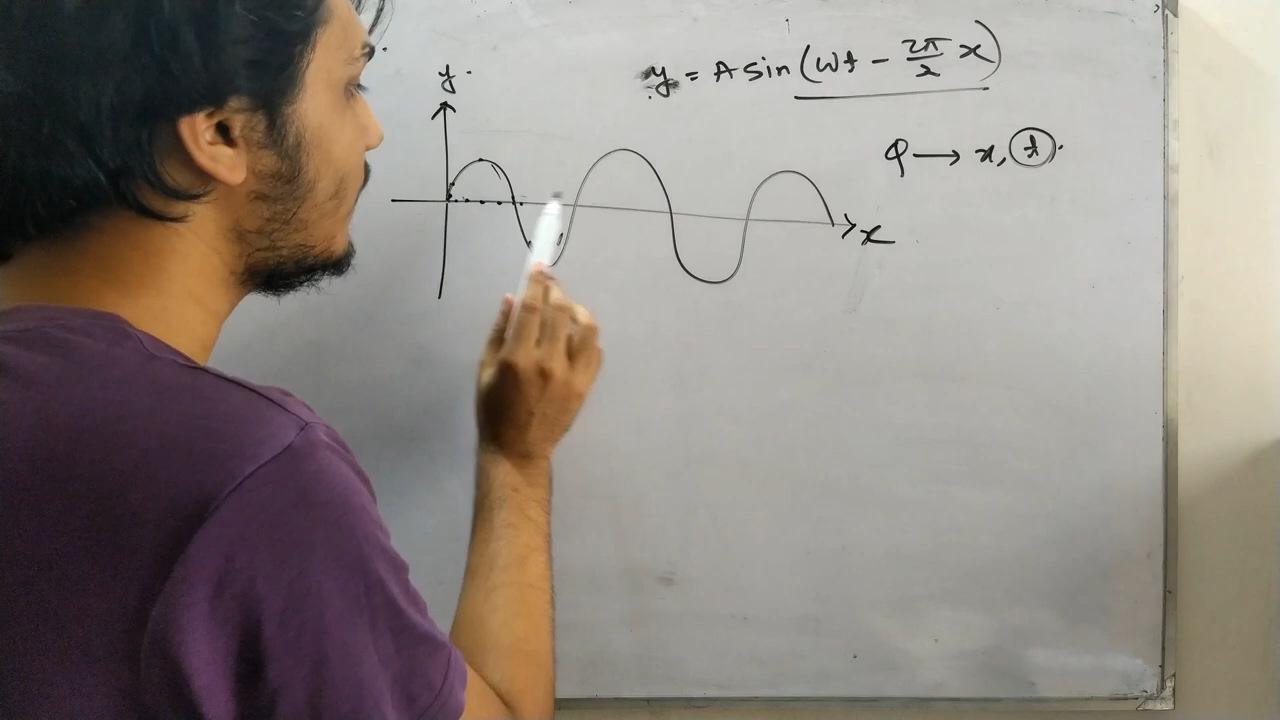 y = A sin (ωt - 2π/λ x)
y
φ → x, t
x